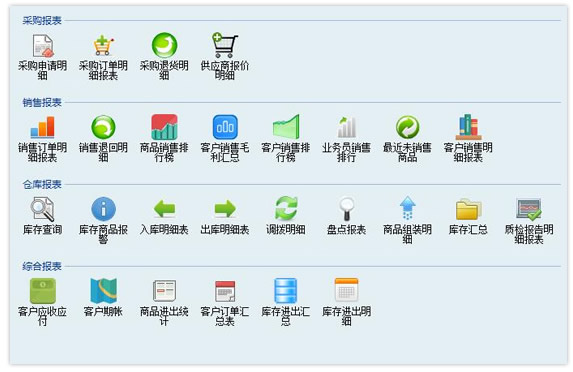 采购报表
采购申请明
细
采购订单明
细报表
采购退货明
细
供应商报价
明细
销售报表
销售订单明
细报表
销售退回明
细
商品销售排
行榜
客户销售毛
利汇总
客户销售排
行榜
业务员销售
排行
最近未销售
商品
客户销售明
细报表
仓库报表
库存查询
库存商品报
警
入库明细表
出库明细表
调拨明细
盘点报表
商品组装明
细
库存汇总
质检报告明
细报表
综合报表
客户应收应
付
客户期帐
商品进出统
计
客户订单汇
总表
库存进出汇
总
库存进出明
细